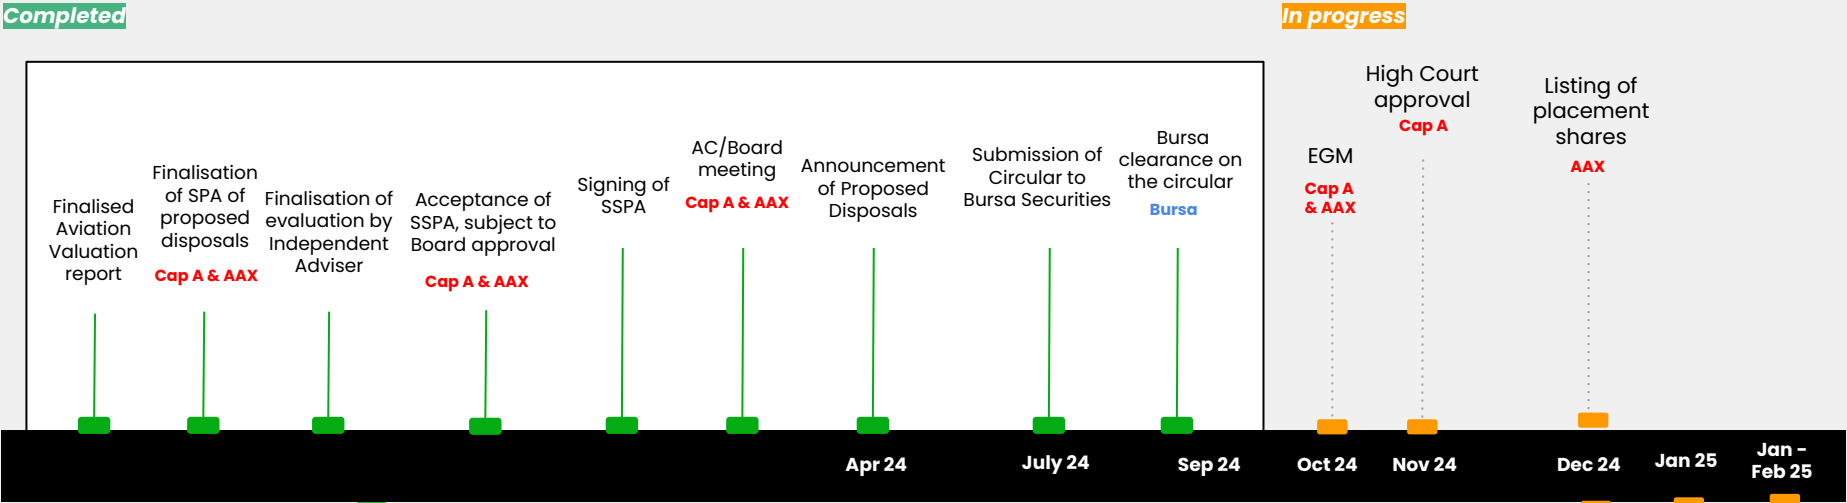 Completed
In progress
Finalised
Aviation
Valuation
report
Finalisation
of SPA of
proposed
disposals
Cap A & AAX
Finalisation of
evaluation by
Independent
Adviser
Acceptance of
SSPA, subject to
Board approval
Cap A & AAX
Signing of
SSPA
AC/Board
meeting
Cap A & AAX
Announcement
of Proposed
Disposals
Submission of
Circular to
Bursa Securities
Bursa
clearance on
the circular
Bursa
EGM
Cap A
& AAX
High Court
approval
Cap A
Listing of
placement
shares
AAX
Apr 24
July 24
Sep 24
Oct 24
Nov 24
Dec 24
Jan 25
Jan -
Feb 25